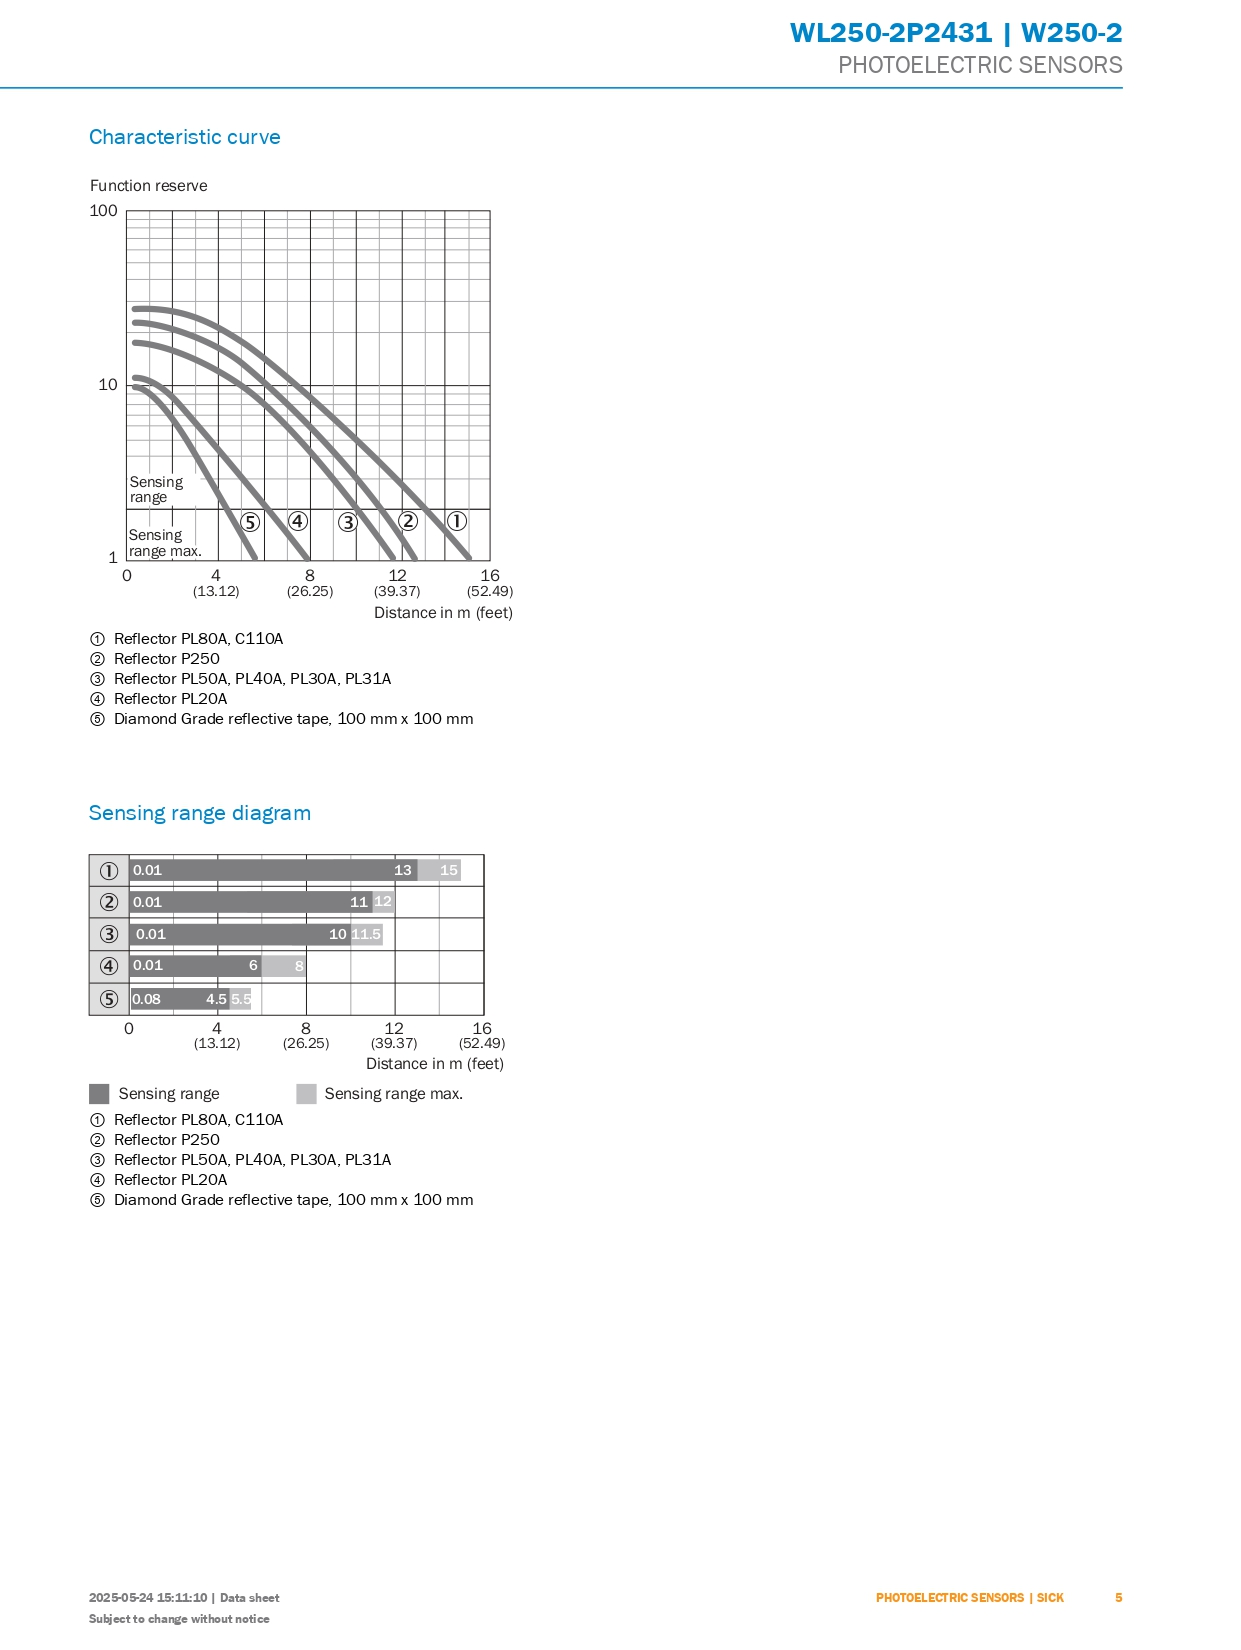 WL250-2P2431 | W250-2
PHOTOELECTRIC SENSORS
Characteristic curve
Function reserve
100
10
Sensing
range
⑤ ④ ③ ② ①
Sensing
range max.
1
0 4 8 12 16
(13.12) (26.25) (39.37) (52.49)
Distance in m (feet)
① Reflector PL80A, C110A
② Reflector P250
③ Reflector PL50A, PL40A, PL30A, PL31A
④ Reflector PL20A
⑤ Diamond Grade reflective tape, 100 mm x 100 mm
Sensing range diagram
① 0.01 13 15
② 0.01 11 12
③ 0.01 10 11.5
④ 0.01 6 8
⑤ 0.08 4.5 5.5
0 4 8 12 16
(13.12) (26.25) (39.37) (52.49)
Distance in m (feet)
Sensing range Sensing range max.
① Reflector PL80A, C110A
② Reflector P250
③ Reflector PL50A, PL40A, PL30A, PL31A
④ Reflector PL20A
⑤ Diamond Grade reflective tape, 100 mm x 100 mm
2025-05-24 15:11:10 | Data sheet PHOTOELECTRIC SENSORS | SICK 5
Subject to change without notice